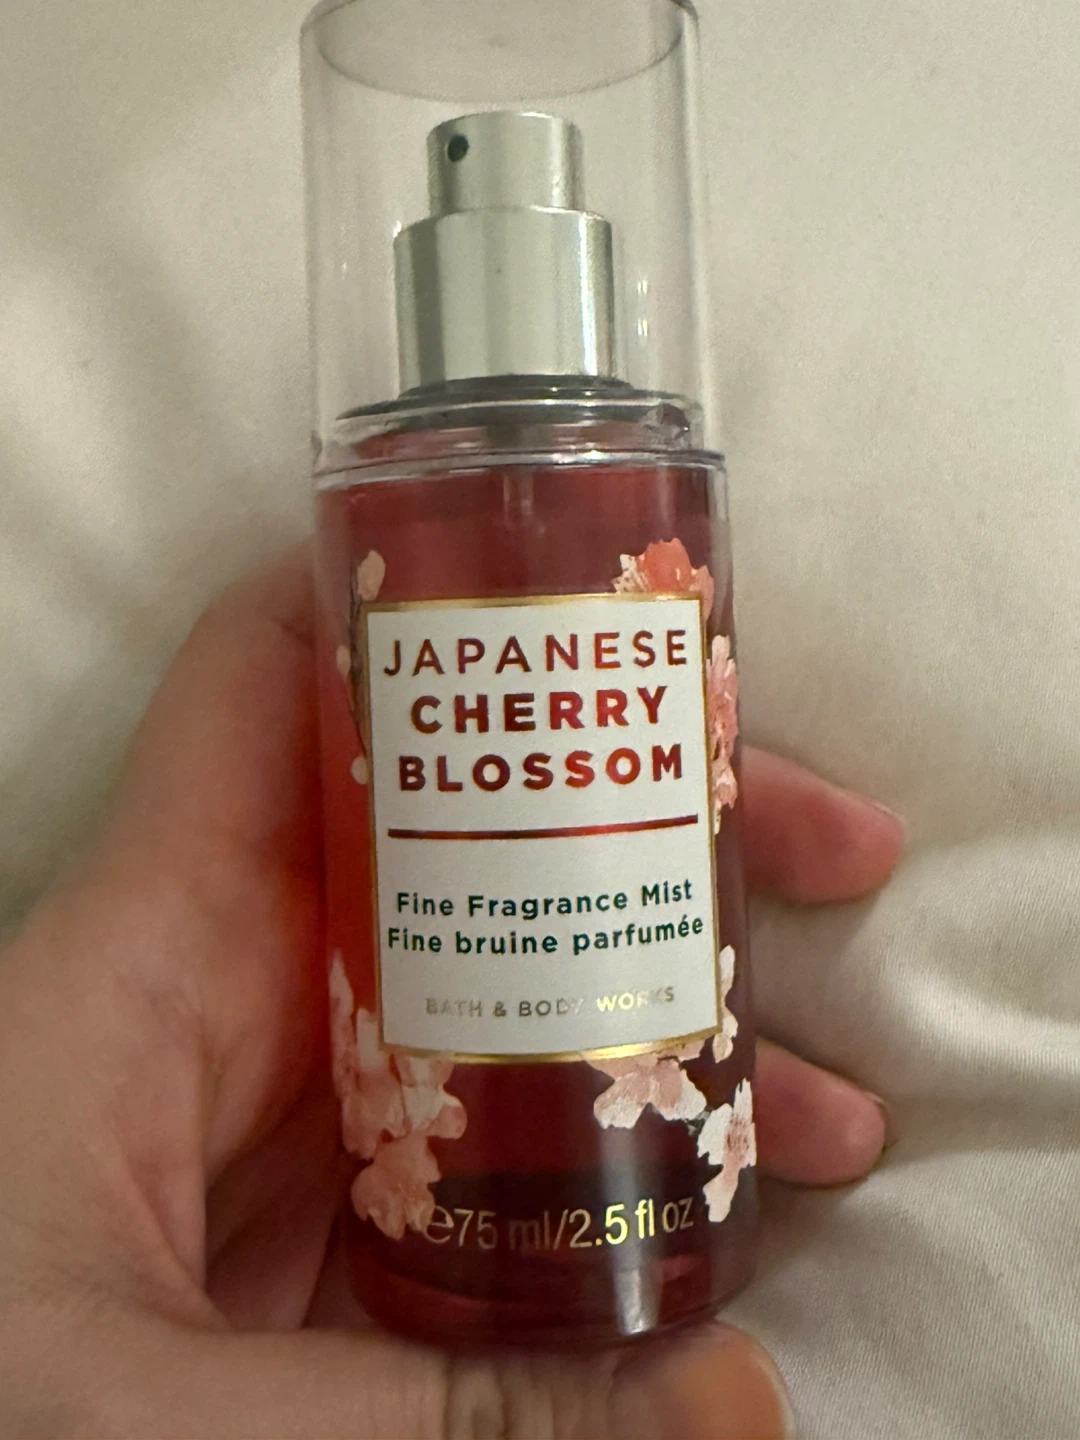 JAPANESE
CHERRY
BLOSSOM
Fine Fragrance Mist
Fine bruine parfumée
BATH & BODY WORKS
℮75 ml/2.5 fl oz